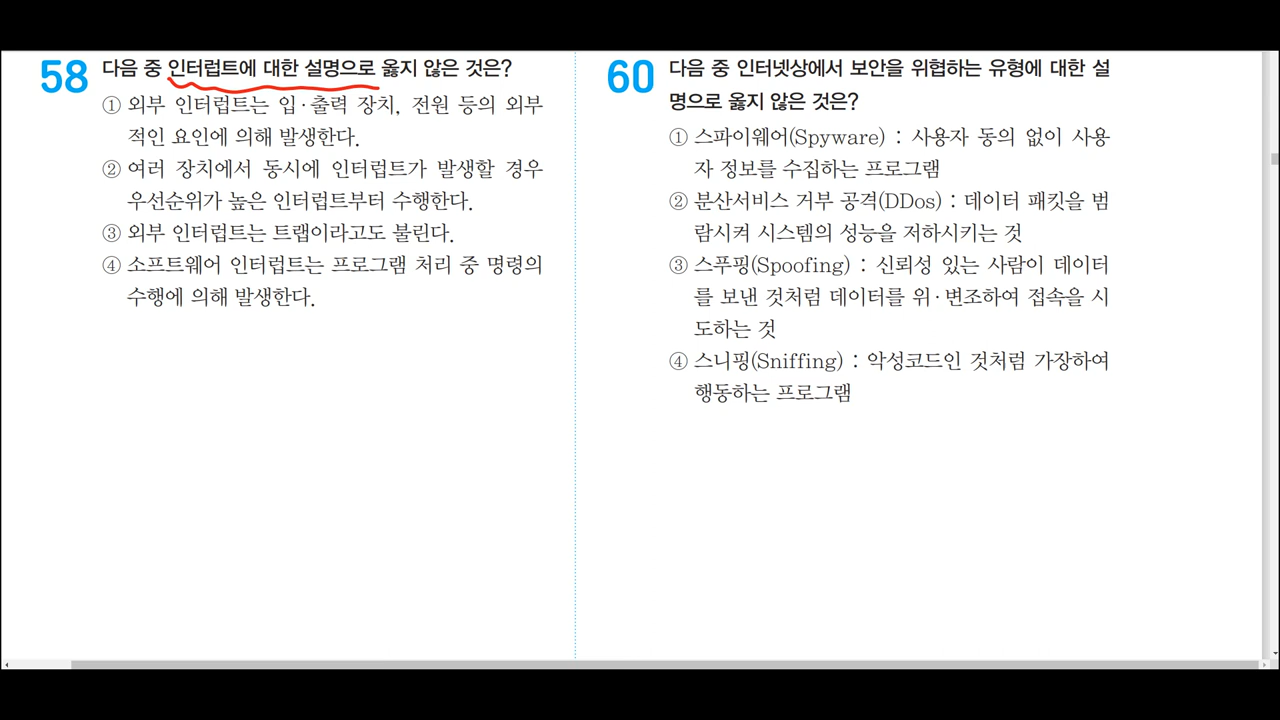 58 다음 중 인터럽트에 대한 설명으로 옳지 않은 것은?
① 외부 인터럽트는 입·출력 장치, 전원 등의 외부
적인 요인에 의해 발생한다.
② 여러 장치에서 동시에 인터럽트가 발생할 경우
우선순위가 높은 인터럽트부터 수행한다.
③ 외부 인터럽트는 트랩이라고도 불린다.
④ 소프트웨어 인터럽트는 프로그램 처리 중 명령의
수행에 의해 발생한다.
60 다음 중 인터넷상에서 보안을 위협하는 유형에 대한 설
명으로 옳지 않은 것은?
① 스파이웨어(Spyware) : 사용자 동의 없이 사용
자 정보를 수집하는 프로그램
② 분산서비스 거부 공격(DDos) : 데이터 패킷을 범
람시켜 시스템의 성능을 저하시키는 것
③ 스푸핑(Spoofing) : 신뢰성 있는 사람이 데이터
를 보낸 것처럼 데이터를 위·변조하여 접속을 시
도하는 것
④ 스니핑(Sniffing) : 악성코드인 것처럼 가장하여
행동하는 프로그램